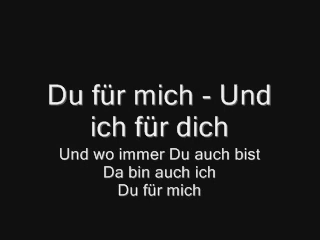 Du für mich - Und
ich für dich
Und wo immer Du auch bist
Da bin auch ich
Du für mich